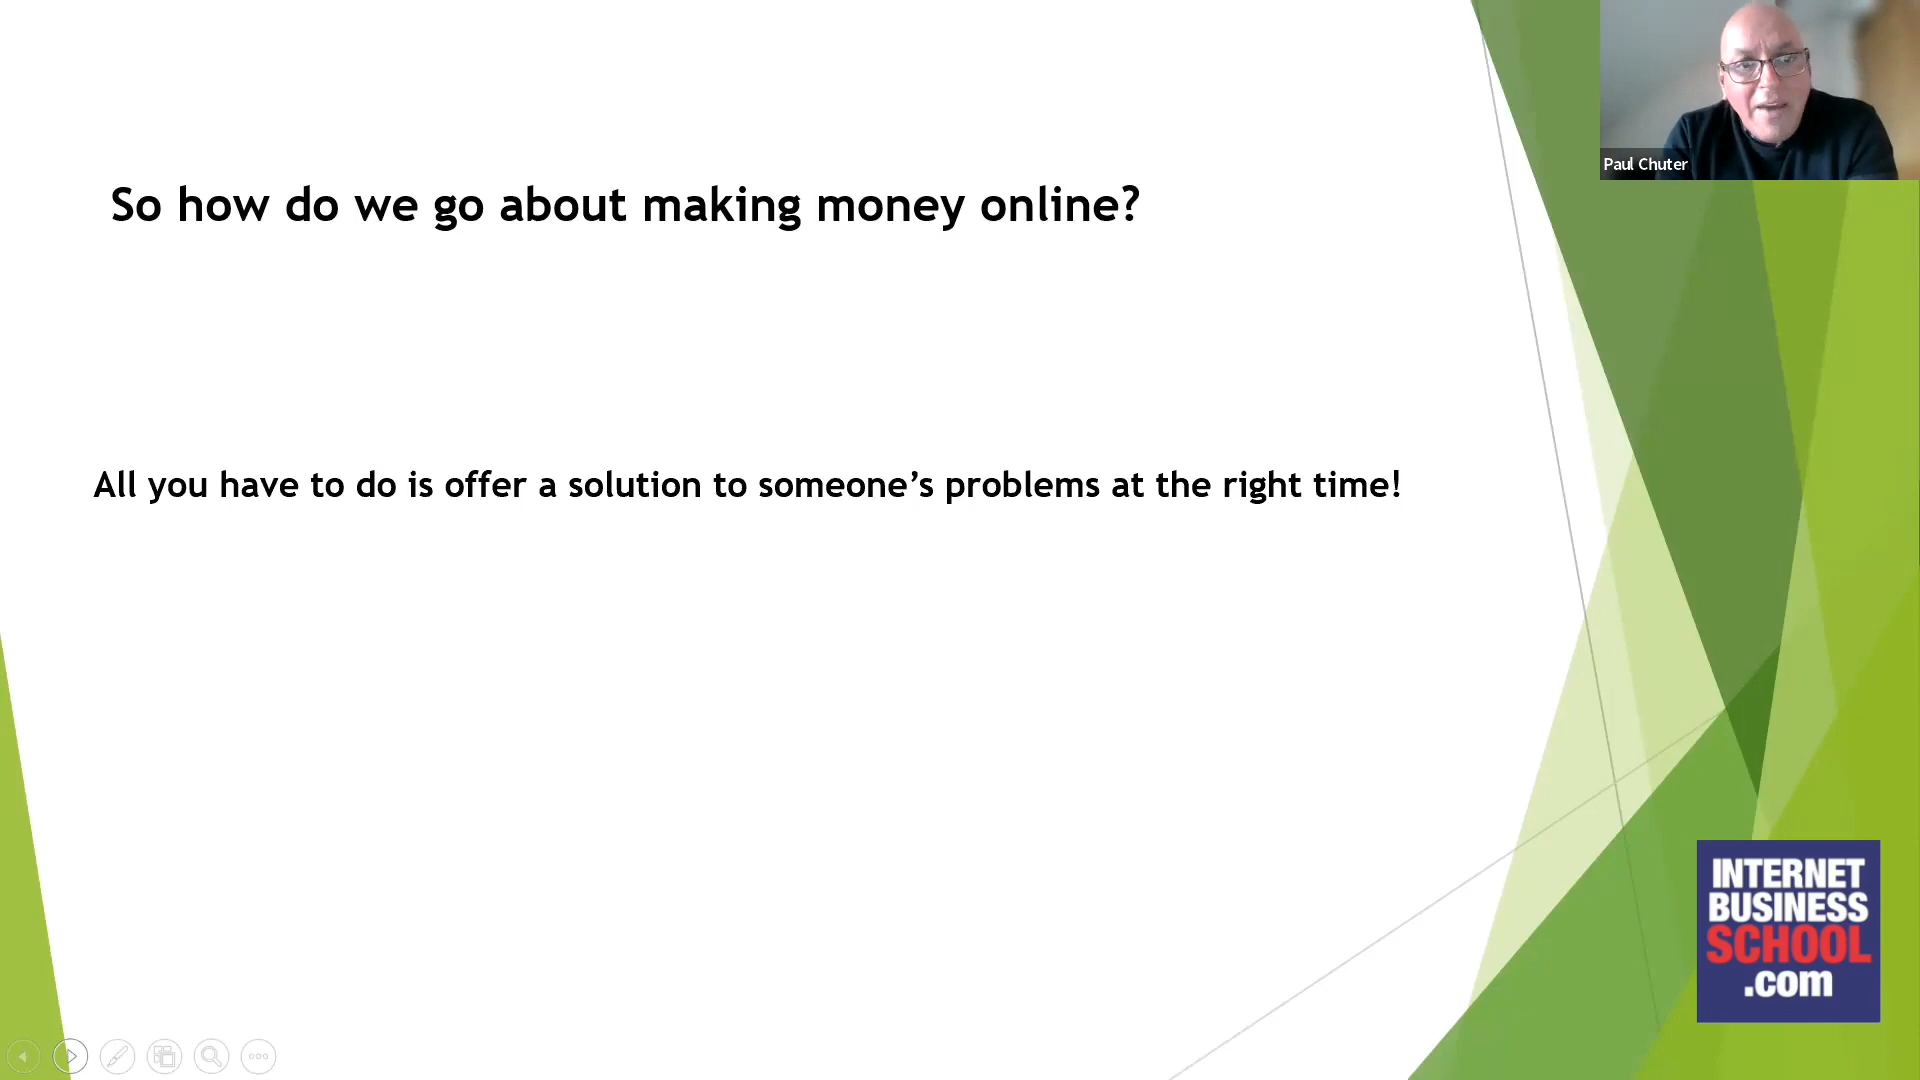 Paul Chuter
So how do we go about making money online?
All you have to do is offer a solution to someone’s problems at the right time!
INTERNET
BUSINESS
SCHOOL
.com